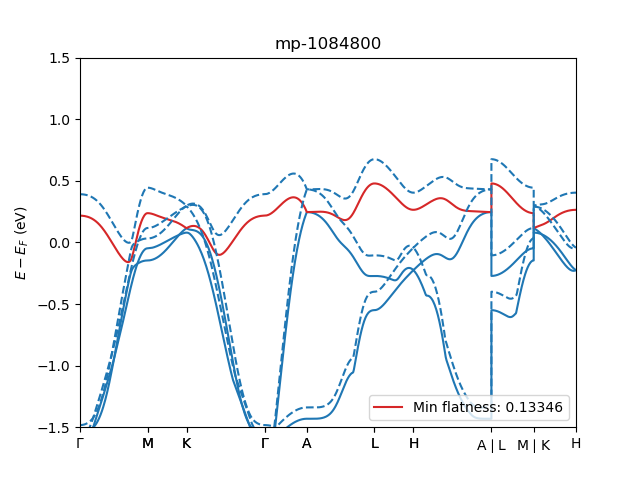 mp-1084800
E − E_F (eV)
1.5
1.0
0.5
0.0
−0.5
−1.0
−1.5
Min flatness: 0.13346
Γ M K Γ A L H A | L M | K H